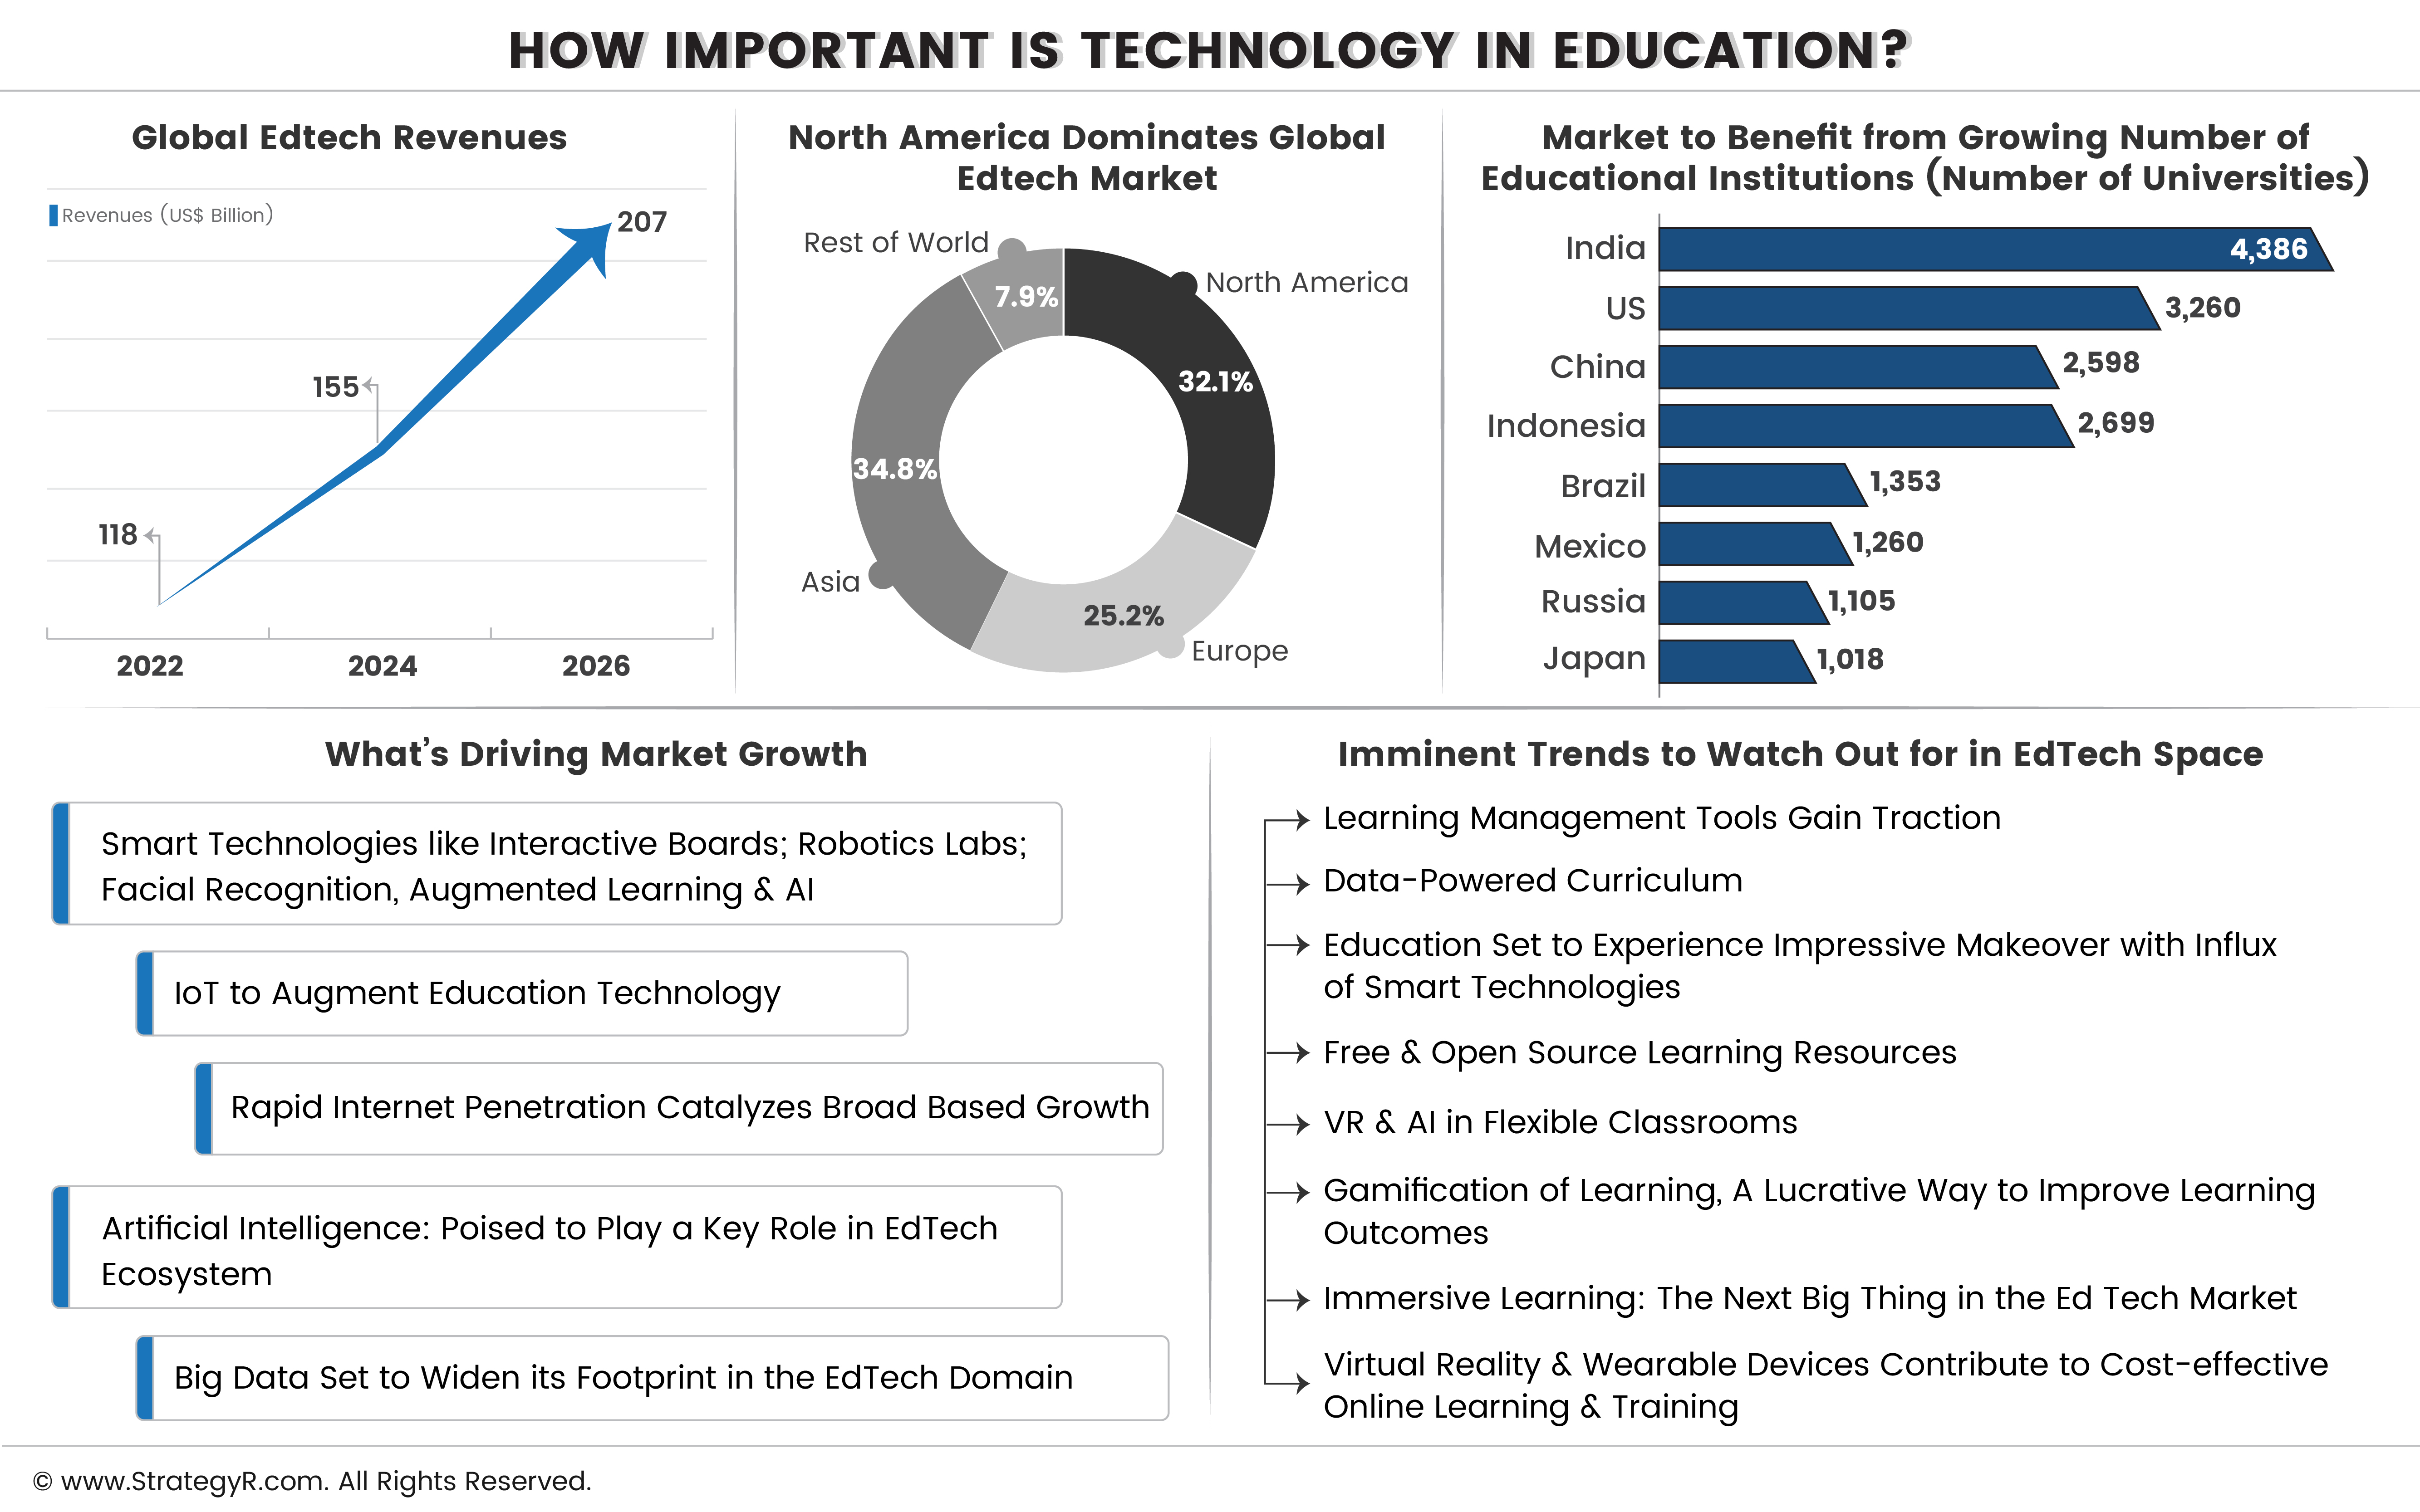 HOW IMPORTANT IS TECHNOLOGY IN EDUCATION?
Global Edtech Revenues
Revenues (US$ Billion)
207
155
118
2022
2024
2026
North America Dominates Global
Edtech Market
Rest of World
North America
7.9%
32.1%
34.8%
Asia
25.2%
Europe
Market to Benefit from Growing Number of
Educational Institutions (Number of Universities)
India 4,386
US 3,260
China 2,598
Indonesia 2,699
Brazil 1,353
Mexico 1,260
Russia 1,105
Japan 1,018
What’s Driving Market Growth
Smart Technologies like Interactive Boards; Robotics Labs;
Facial Recognition, Augmented Learning & AI
IoT to Augment Education Technology
Rapid Internet Penetration Catalyzes Broad Based Growth
Artificial Intelligence: Poised to Play a Key Role in EdTech
Ecosystem
Big Data Set to Widen its Footprint in the EdTech Domain
Imminent Trends to Watch Out for in EdTech Space
Learning Management Tools Gain Traction
Data-Powered Curriculum
Education Set to Experience Impressive Makeover with Influx
of Smart Technologies
Free & Open Source Learning Resources
VR & AI in Flexible Classrooms
Gamification of Learning, A Lucrative Way to Improve Learning
Outcomes
Immersive Learning: The Next Big Thing in the Ed Tech Market
Virtual Reality & Wearable Devices Contribute to Cost-effective
Online Learning & Training
© www.StrategyR.com. All Rights Reserved.